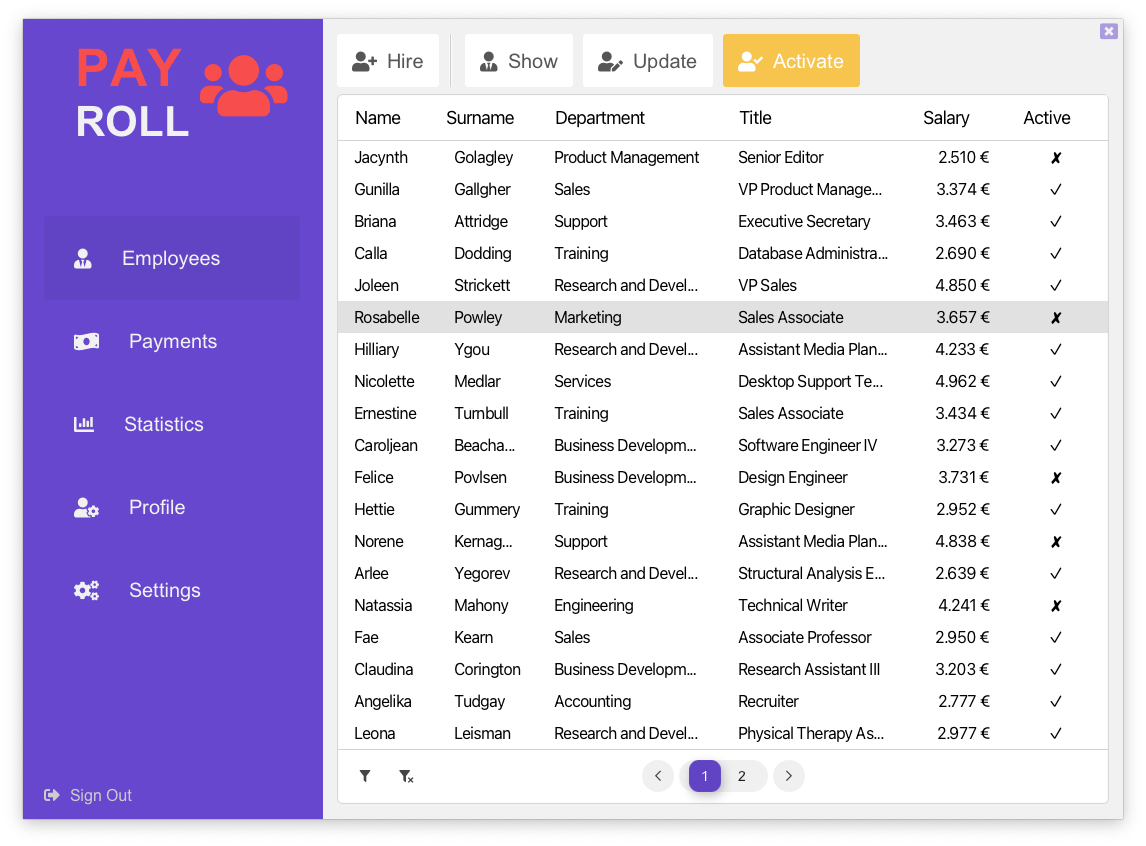 PAY
ROLL
Employees
Payments
Statistics
Profile
Settings
Sign Out
Hire Show Update Activate
Name Surname Department Title Salary Active
Jacynth Golagley Product Management Senior Editor 2.510 € ✗
Gunilla Gallgher Sales VP Product Manage... 3.374 € ✓
Briana Attridge Support Executive Secretary 3.463 € ✓
Calla Dodding Training Database Administra... 2.690 € ✓
Joleen Strickett Research and Devel... VP Sales 4.850 € ✓
Rosabelle Powley Marketing Sales Associate 3.657 € ✗
Hilliary Ygou Research and Devel... Assistant Media Plan... 4.233 € ✓
Nicolette Medlar Services Desktop Support Te... 4.962 € ✓
Ernestine Turnbull Training Sales Associate 3.434 € ✓
Caroljean Beacha... Business Developm... Software Engineer IV 3.273 € ✓
Felice Povlsen Business Developm... Design Engineer 3.731 € ✗
Hettie Gummery Training Graphic Designer 2.952 € ✓
Norene Kernag... Support Assistant Media Plan... 4.838 € ✗
Arlee Yegorev Research and Devel... Structural Analysis E... 2.639 € ✓
Natassia Mahony Engineering Technical Writer 4.241 € ✗
Fae Kearn Sales Associate Professor 2.950 € ✓
Claudina Corington Business Developm... Research Assistant III 3.203 € ✓
Angelika Tudgay Accounting Recruiter 2.777 € ✓
Leona Leisman Research and Devel... Physical Therapy As... 2.977 € ✓
1 2